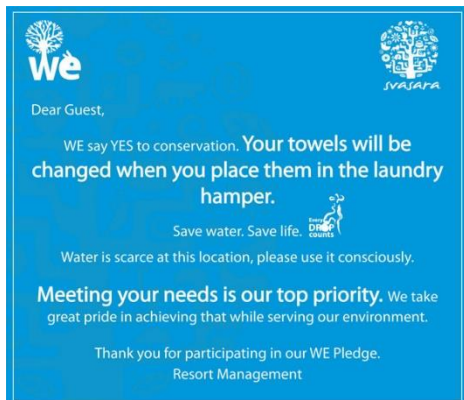 we
svasara
Dear Guest,
WE say YES to conservation. Your towels will be
changed when you place them in the laundry
hamper.
Save water. Save life. Every DROP counts
Water is scarce at this location, please use it consciously.
Meeting your needs is our top priority. We take
great pride in achieving that while serving our environment.
Thank you for participating in our WE Pledge.
Resort Management